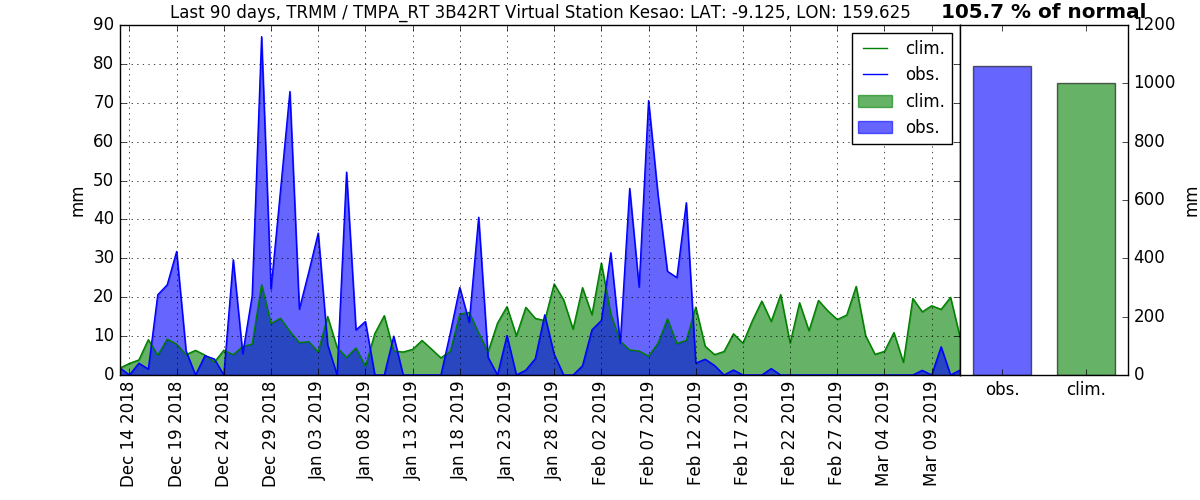 Last 90 days, TRMM / TMPA_RT 3B42RT Virtual Station Kesao: LAT: -9.125, LON: 159.625
105.7 % of normal
90
80
70
60
50
40
30
20
10
0
mm
clim.
obs.
clim.
obs.
1200
1000
800
600
400
200
0
mm
obs.
clim.
Dec 14 2018
Dec 19 2018
Dec 24 2018
Dec 29 2018
Jan 03 2019
Jan 08 2019
Jan 13 2019
Jan 18 2019
Jan 23 2019
Jan 28 2019
Feb 02 2019
Feb 07 2019
Feb 12 2019
Feb 17 2019
Feb 22 2019
Feb 27 2019
Mar 04 2019
Mar 09 2019